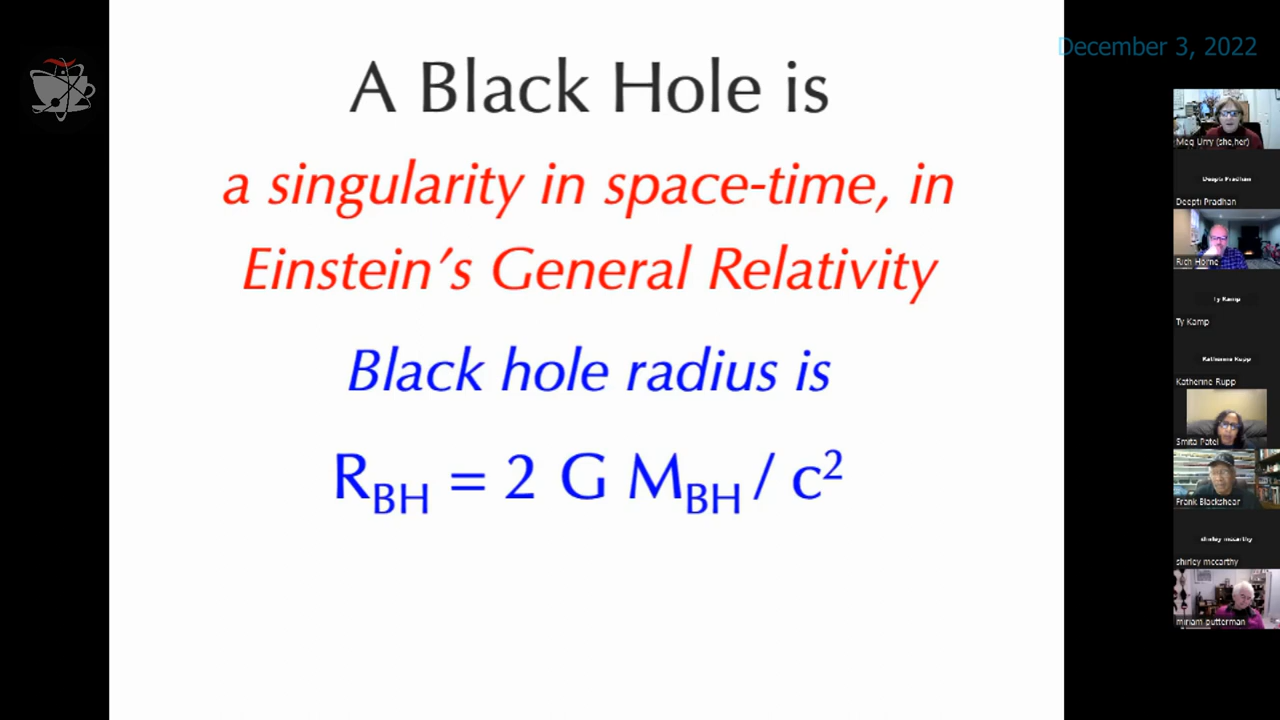 A Black Hole is
a singularity in space-time, in
Einstein's General Relativity
Black hole radius is
R_BH = 2 G M_BH / c²
December 3, 2022
Meg Urry (she,her)
Deepti Pradhan
Deepti Pradhan
Rich Horne
Ty Kamp
Ty Kamp
Katherine Rupp
Katherine Rupp
Smita Patel
Frank Blackshear
shirley mccarthy
shirley mccarthy
miriam putterman